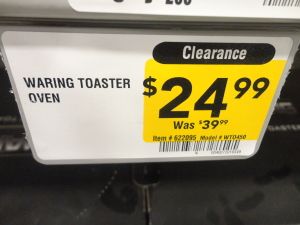 Clearance
WARING TOASTER
OVEN
$24.99
Was $39.99
Item # 622095 Model # WTO450